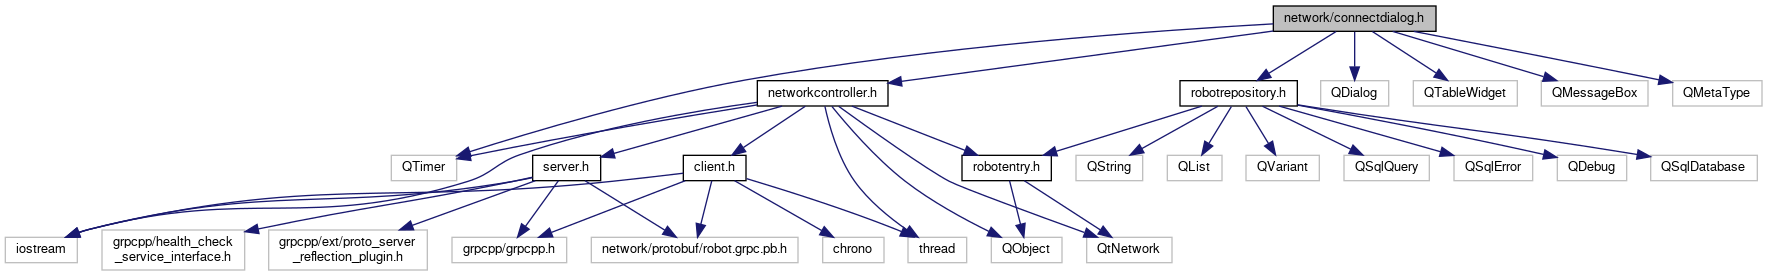 network/connectdialog.h
networkcontroller.h
robotrepository.h
QDialog
QTableWidget
QMessageBox
QMetaType
QTimer
server.h
client.h
robotentry.h
QString
QList
QVariant
QSqlQuery
QSqlError
QDebug
QSqlDatabase
iostream
grpcpp/health_check
_service_interface.h
grpcpp/ext/proto_server
_reflection_plugin.h
grpcpp/grpcpp.h
network/protobuf/robot.grpc.pb.h
chrono
thread
QObject
QtNetwork